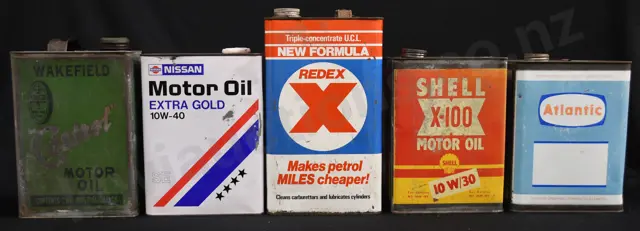 WAKEFIELD
Castrol
MOTOR
OIL
NISSAN
Motor Oil
EXTRA GOLD
10W-40
Triple-concentrate U.C.L.
NEW FORMULA
REDEX
X
Makes petrol
MILES cheaper!
Cleans carburettors and lubricates cylinders
SHELL
X-100
MOTOR OIL
SHELL
10 W/30
Atlantic